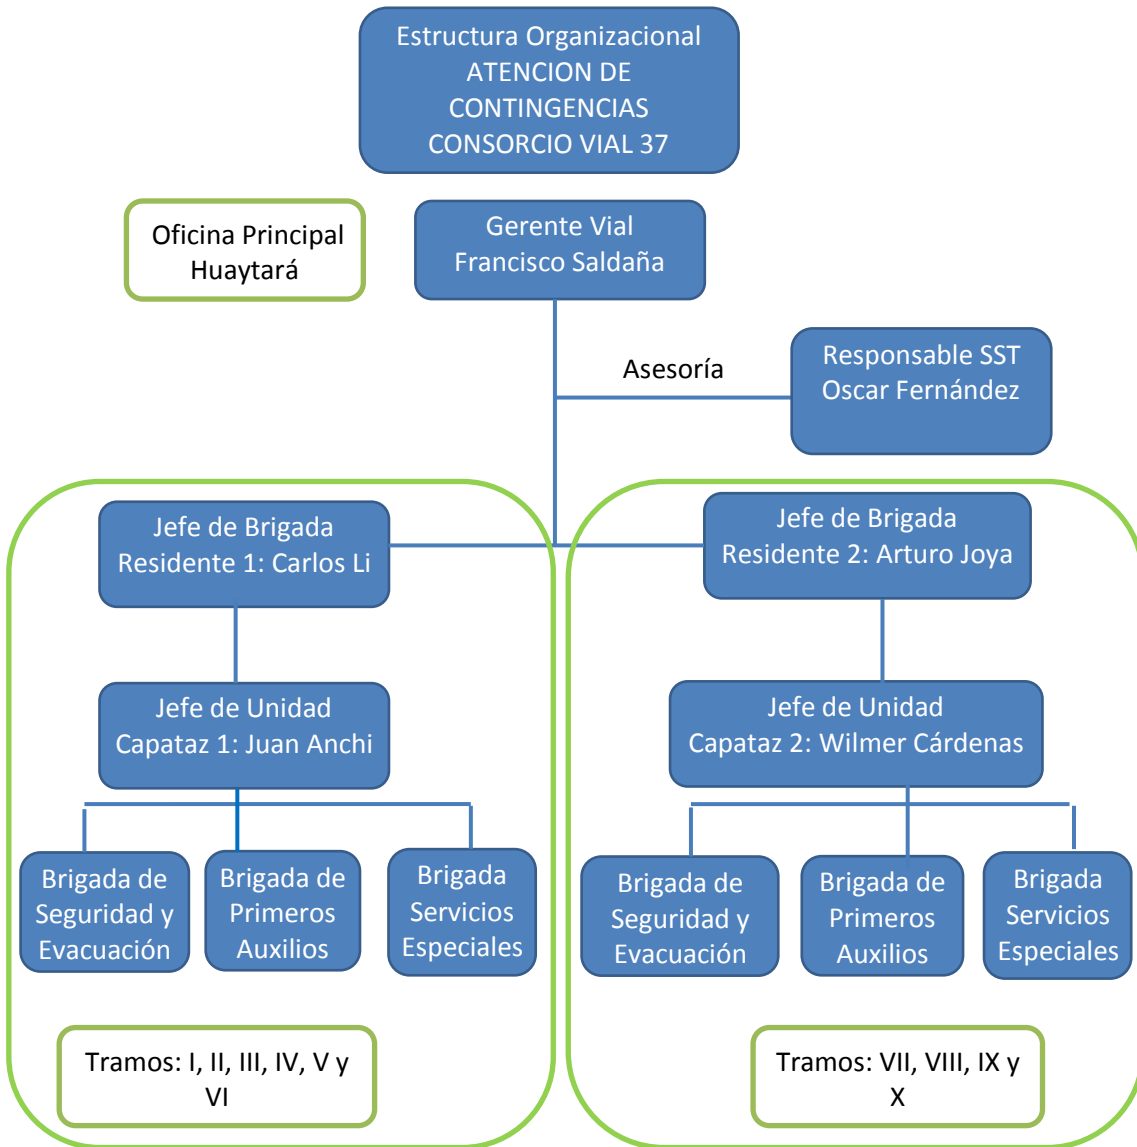 Estructura Organizacional
ATENCION DE
CONTINGENCIAS
CONSORCIO VIAL 37
Oficina Principal
Huaytará
Gerente Vial
Francisco Saldaña
Asesoría
Responsable SST
Oscar Fernández
Jefe de Brigada
Residente 1: Carlos Li
Jefe de Brigada
Residente 2: Arturo Joya
Jefe de Unidad
Capataz 1: Juan Anchi
Jefe de Unidad
Capataz 2: Wilmer Cárdenas
Brigada de
Seguridad y
Evacuación
Brigada de
Primeros
Auxilios
Brigada
Servicios
Especiales
Brigada de
Seguridad y
Evacuación
Brigada de
Primeros
Auxilios
Brigada
Servicios
Especiales
Tramos: I, II, III, IV, V y
VI
Tramos: VII, VIII, IX y
X